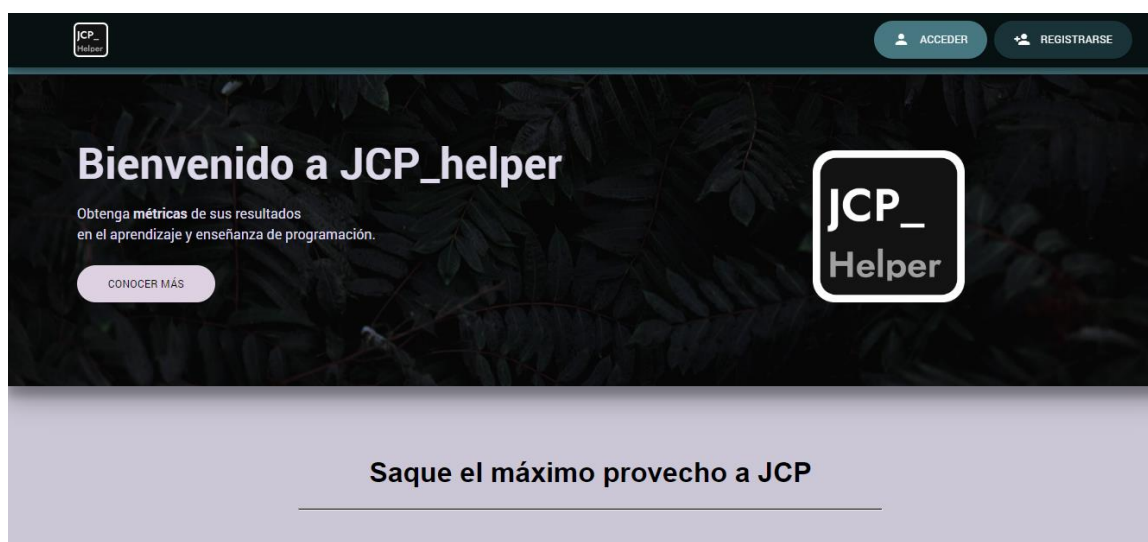 JCP_
Helper
ACCEDER
REGISTRARSE
Bienvenido a JCP_helper
Obtenga métricas de sus resultados
en el aprendizaje y enseñanza de programación.
CONOCER MÁS
JCP_
Helper
Saque el máximo provecho a JCP